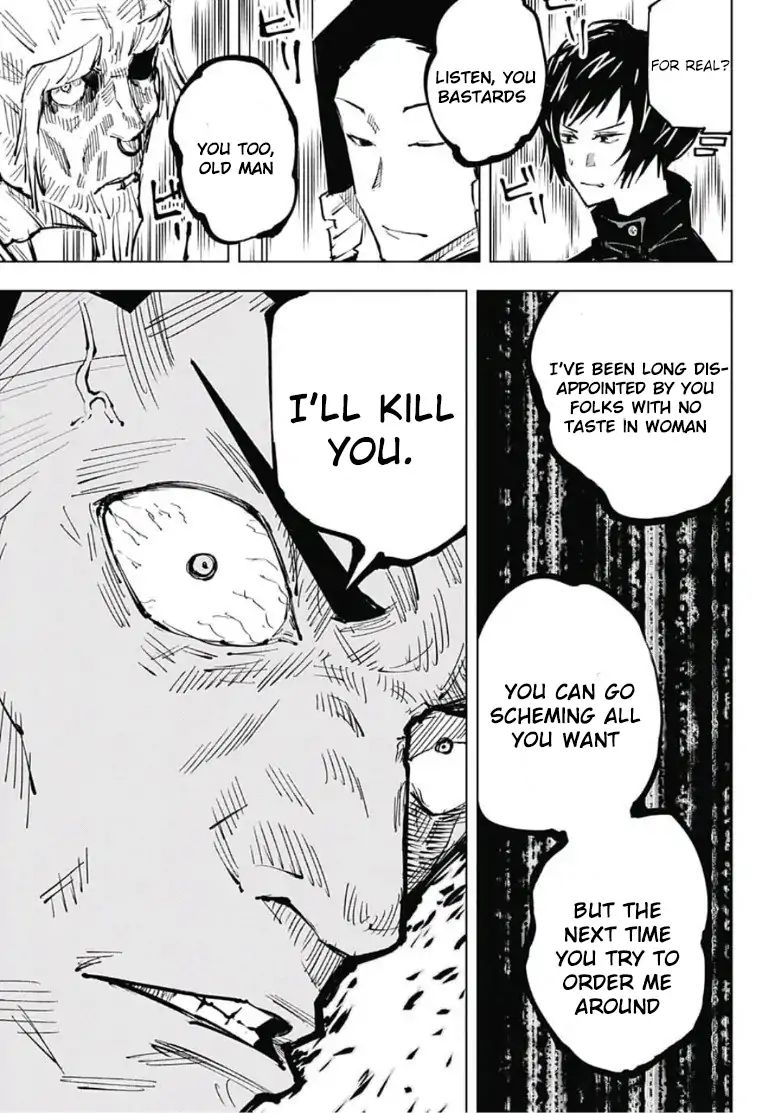 FOR REAL?
LISTEN, YOU
BASTARDS
YOU TOO,
OLD MAN
I'VE BEEN LONG DIS-
APPOINTED BY YOU
FOLKS WITH NO
TASTE IN WOMAN
YOU CAN GO
SCHEMING ALL
YOU WANT
BUT THE
NEXT TIME
YOU TRY TO
ORDER ME
AROUND
I'LL KILL
YOU.